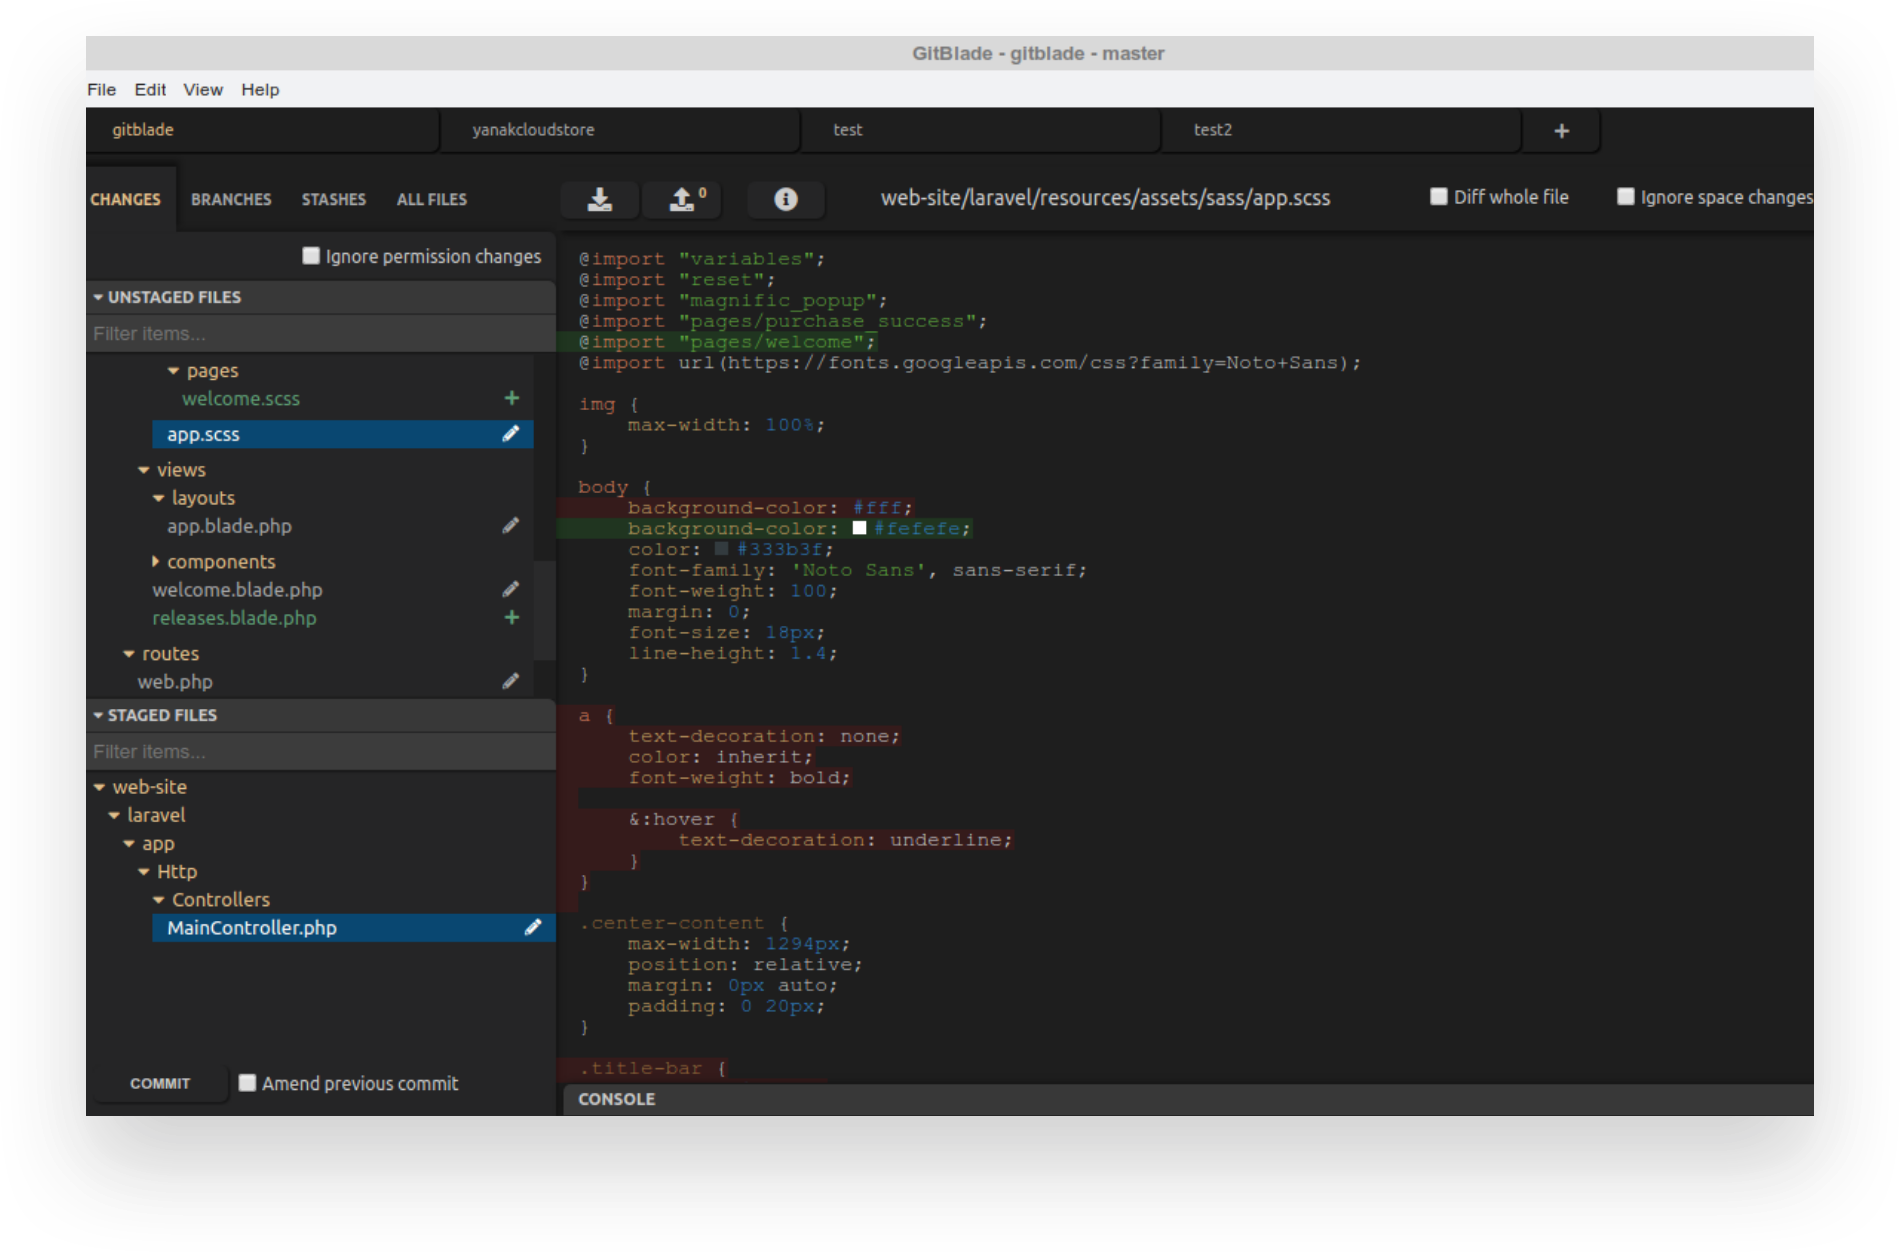 GitBlade - gitblade - master
File Edit View Help
gitblade yanakcloudstore test test2 +
CHANGES BRANCHES STASHES ALL FILES 0 web-site/laravel/resources/assets/sass/app.scss Diff whole file Ignore space changes
Ignore permission changes
UNSTAGED FILES
Filter items...
pages
welcome.scss +
app.scss
views
layouts
app.blade.php
components
welcome.blade.php
releases.blade.php +
routes
web.php
STAGED FILES
Filter items...
web-site
laravel
app
Http
Controllers
MainController.php
COMMIT Amend previous commit
@import "variables";
@import "reset";
@import "magnific_popup";
@import "pages/purchase_success";
@import "pages/welcome";
@import url(https://fonts.googleapis.com/css?family=Noto+Sans);
img {
max-width: 100%;
}
body {
background-color: #fff;
background-color: #fefefe;
color: #333b3f;
font-family: 'Noto Sans', sans-serif;
font-weight: 100;
margin: 0;
font-size: 18px;
line-height: 1.4;
}
a {
text-decoration: none;
color: inherit;
font-weight: bold;
&:hover {
text-decoration: underline;
}
}
.center-content {
max-width: 1294px;
position: relative;
margin: 0px auto;
padding: 0 20px;
}
.title-bar {
CONSOLE